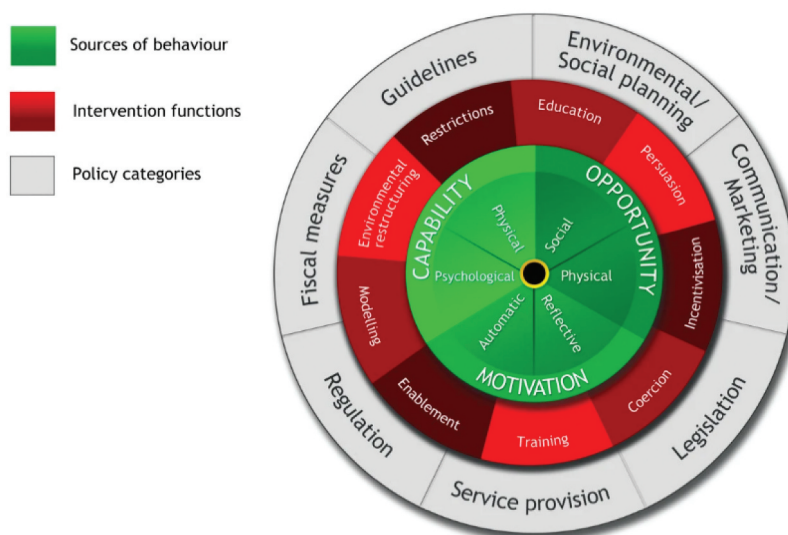 Sources of behaviour
Intervention functions
Policy categories
Guidelines
Environmental/
Social planning
Communication/
Marketing
Legislation
Service provision
Regulation
Fiscal measures
Restrictions
Education
Persuasion
Incentivisation
Coercion
Training
Enablement
Modelling
Environmental
restructuring
CAPABILITY
OPPORTUNITY
MOTIVATION
Physical
Social
Psychological
Physical
Automatic
Reflective